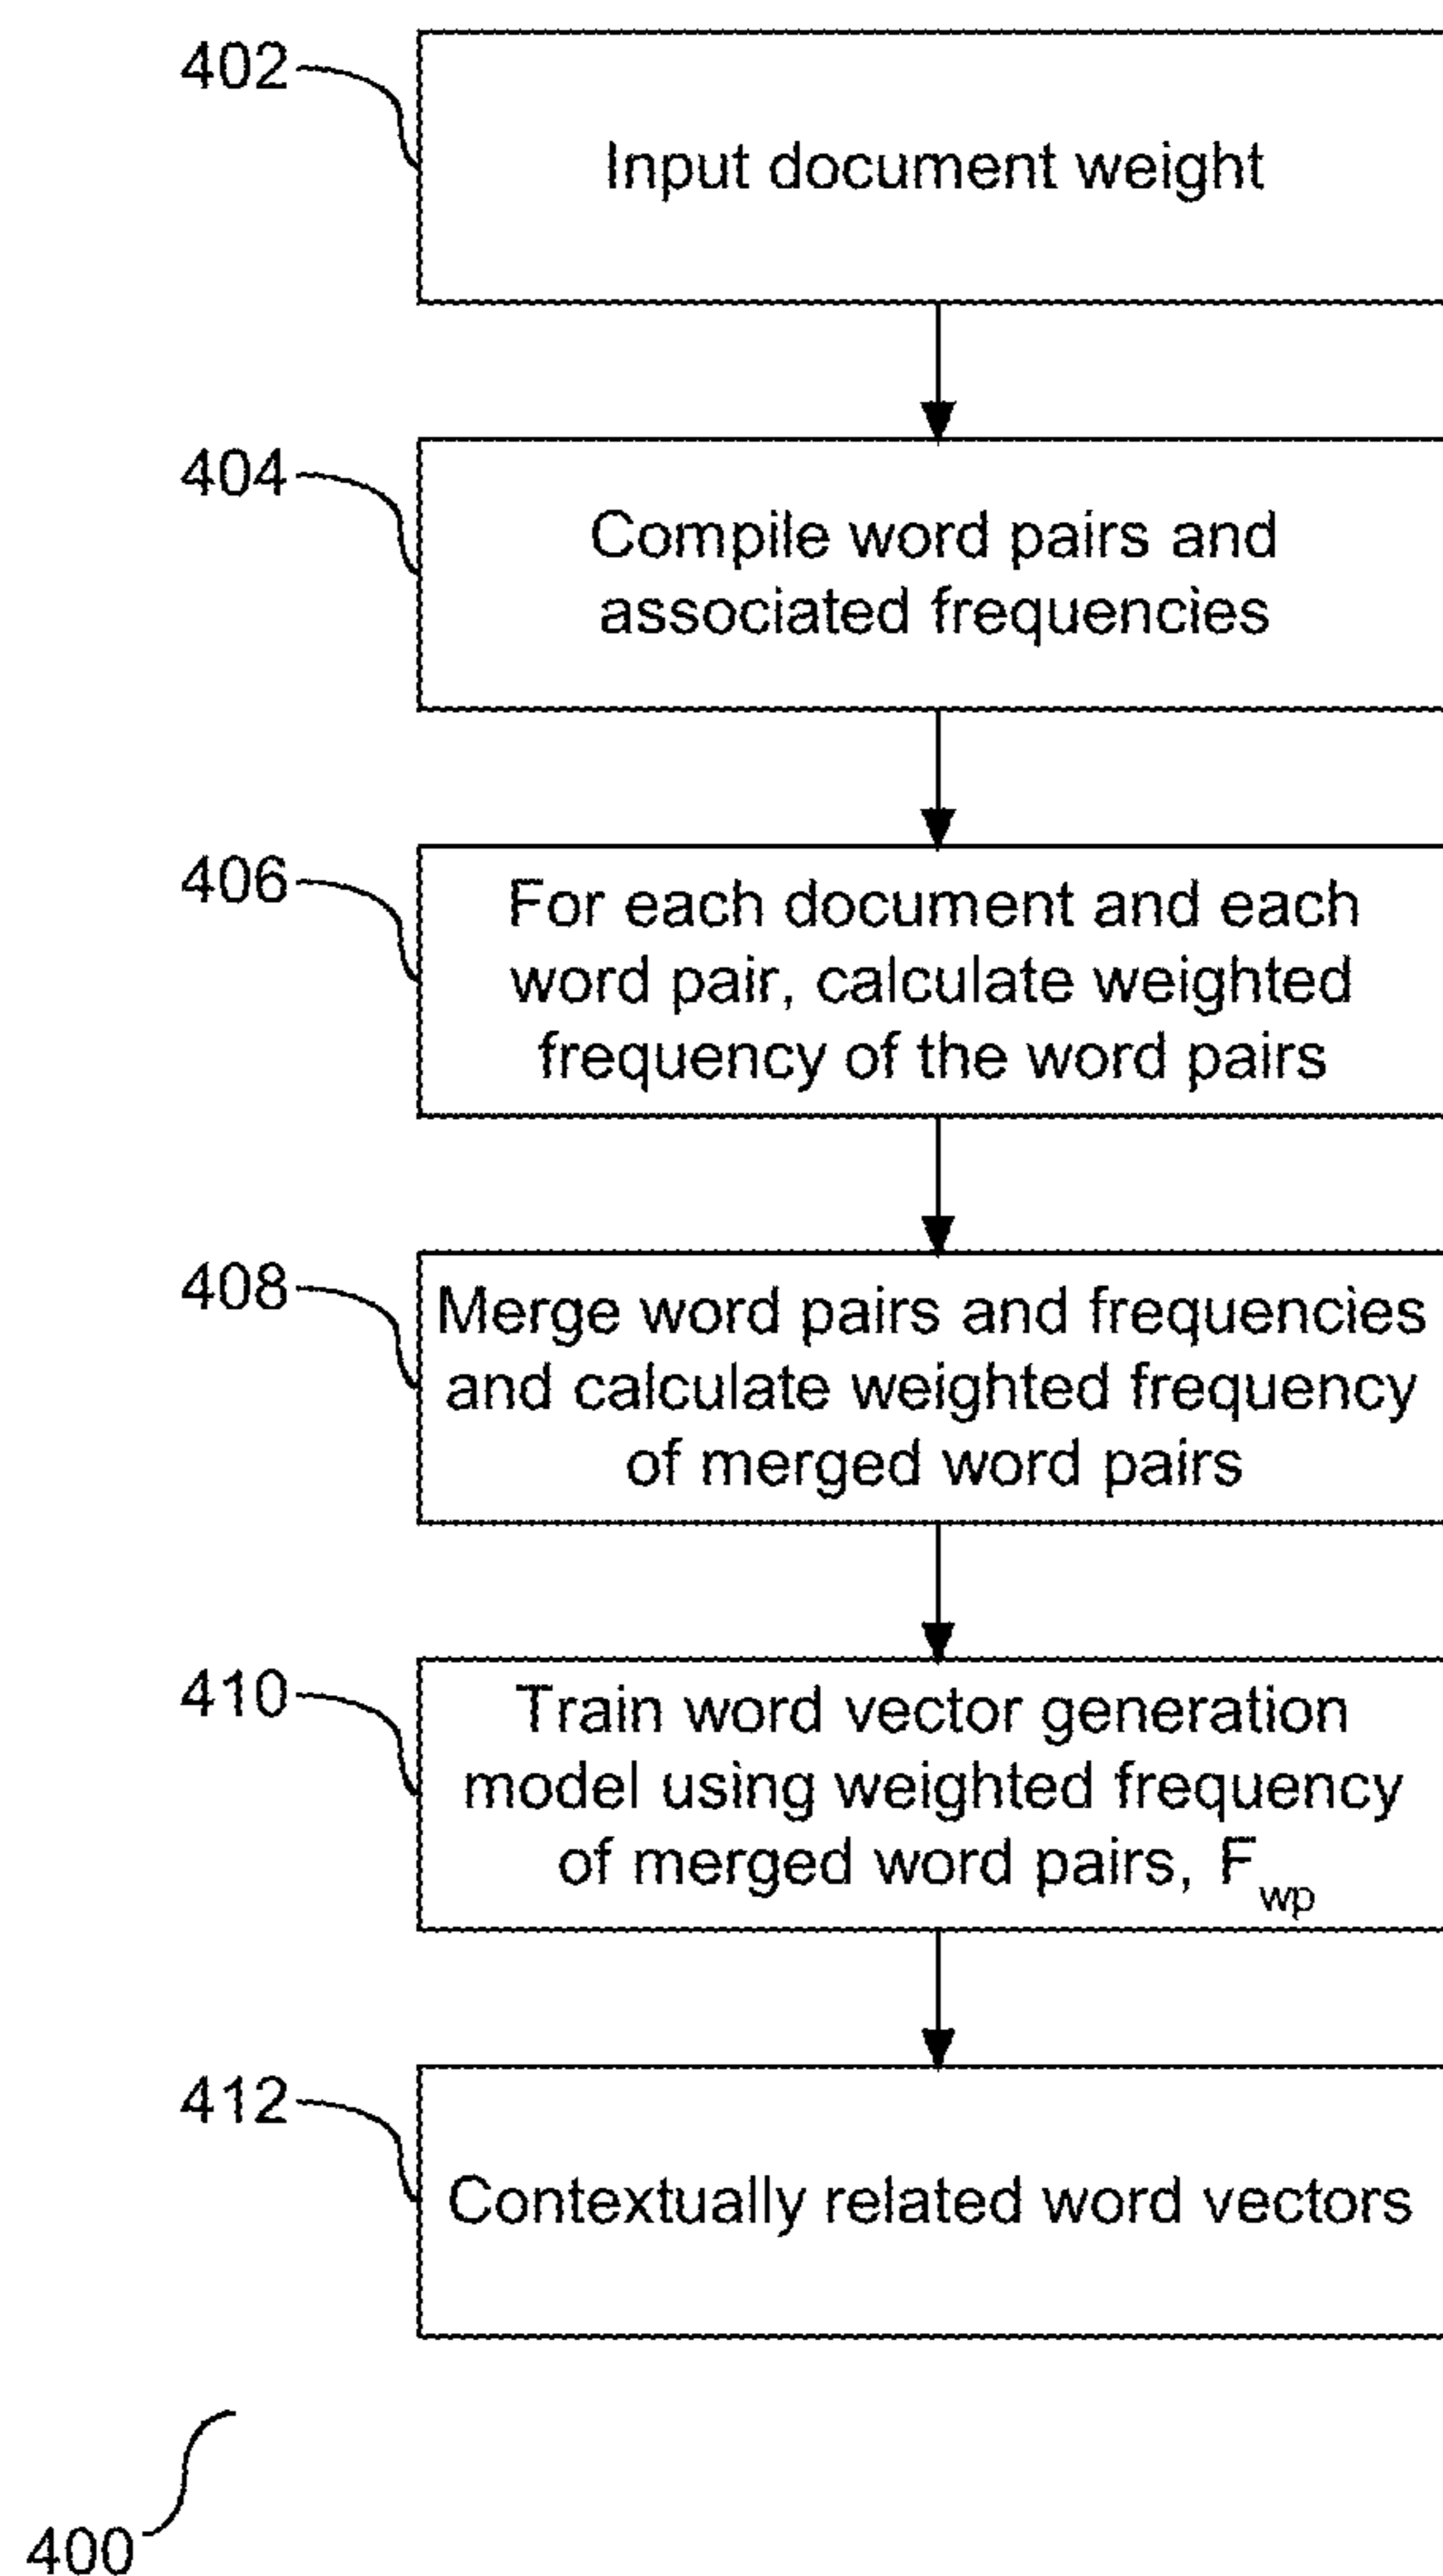 402
Input document weight
404
Compile word pairs and
associated frequencies
406
For each document and each
word pair, calculate weighted
frequency of the word pairs
408
Merge word pairs and frequencies
and calculate weighted frequency
of merged word pairs
410
Train word vector generation
model using weighted frequency
of merged word pairs, F_wp
412
Contextually related word vectors
400